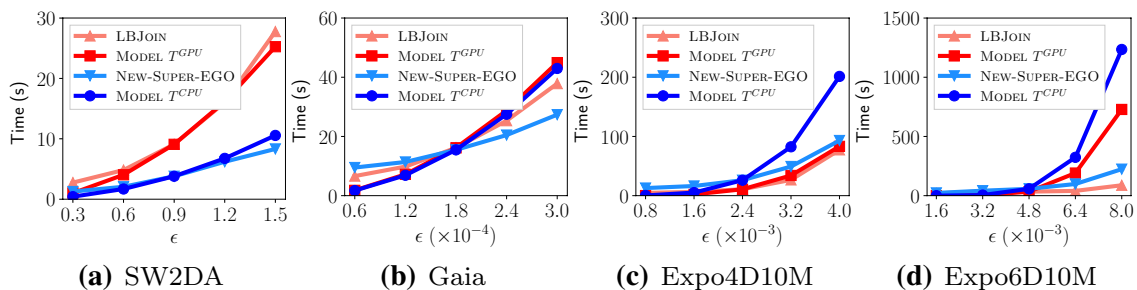 30
20
10
0
Time (s)
LBJoin
Model T^GPU
New-Super-EGO
Model T^CPU
0.3 0.6 0.9 1.2 1.5
ϵ
(a) SW2DA
60
40
20
0
Time (s)
LBJoin
Model T^GPU
New-Super-EGO
Model T^CPU
0.6 1.2 1.8 2.4 3.0
ϵ (×10⁻⁴)
(b) Gaia
300
200
100
0
Time (s)
LBJoin
Model T^GPU
New-Super-EGO
Model T^CPU
0.8 1.6 2.4 3.2 4.0
ϵ (×10⁻³)
(c) Expo4D10M
1500
1000
500
0
Time (s)
LBJoin
Model T^GPU
New-Super-EGO
Model T^CPU
1.6 3.2 4.8 6.4 8.0
ϵ (×10⁻³)
(d) Expo6D10M